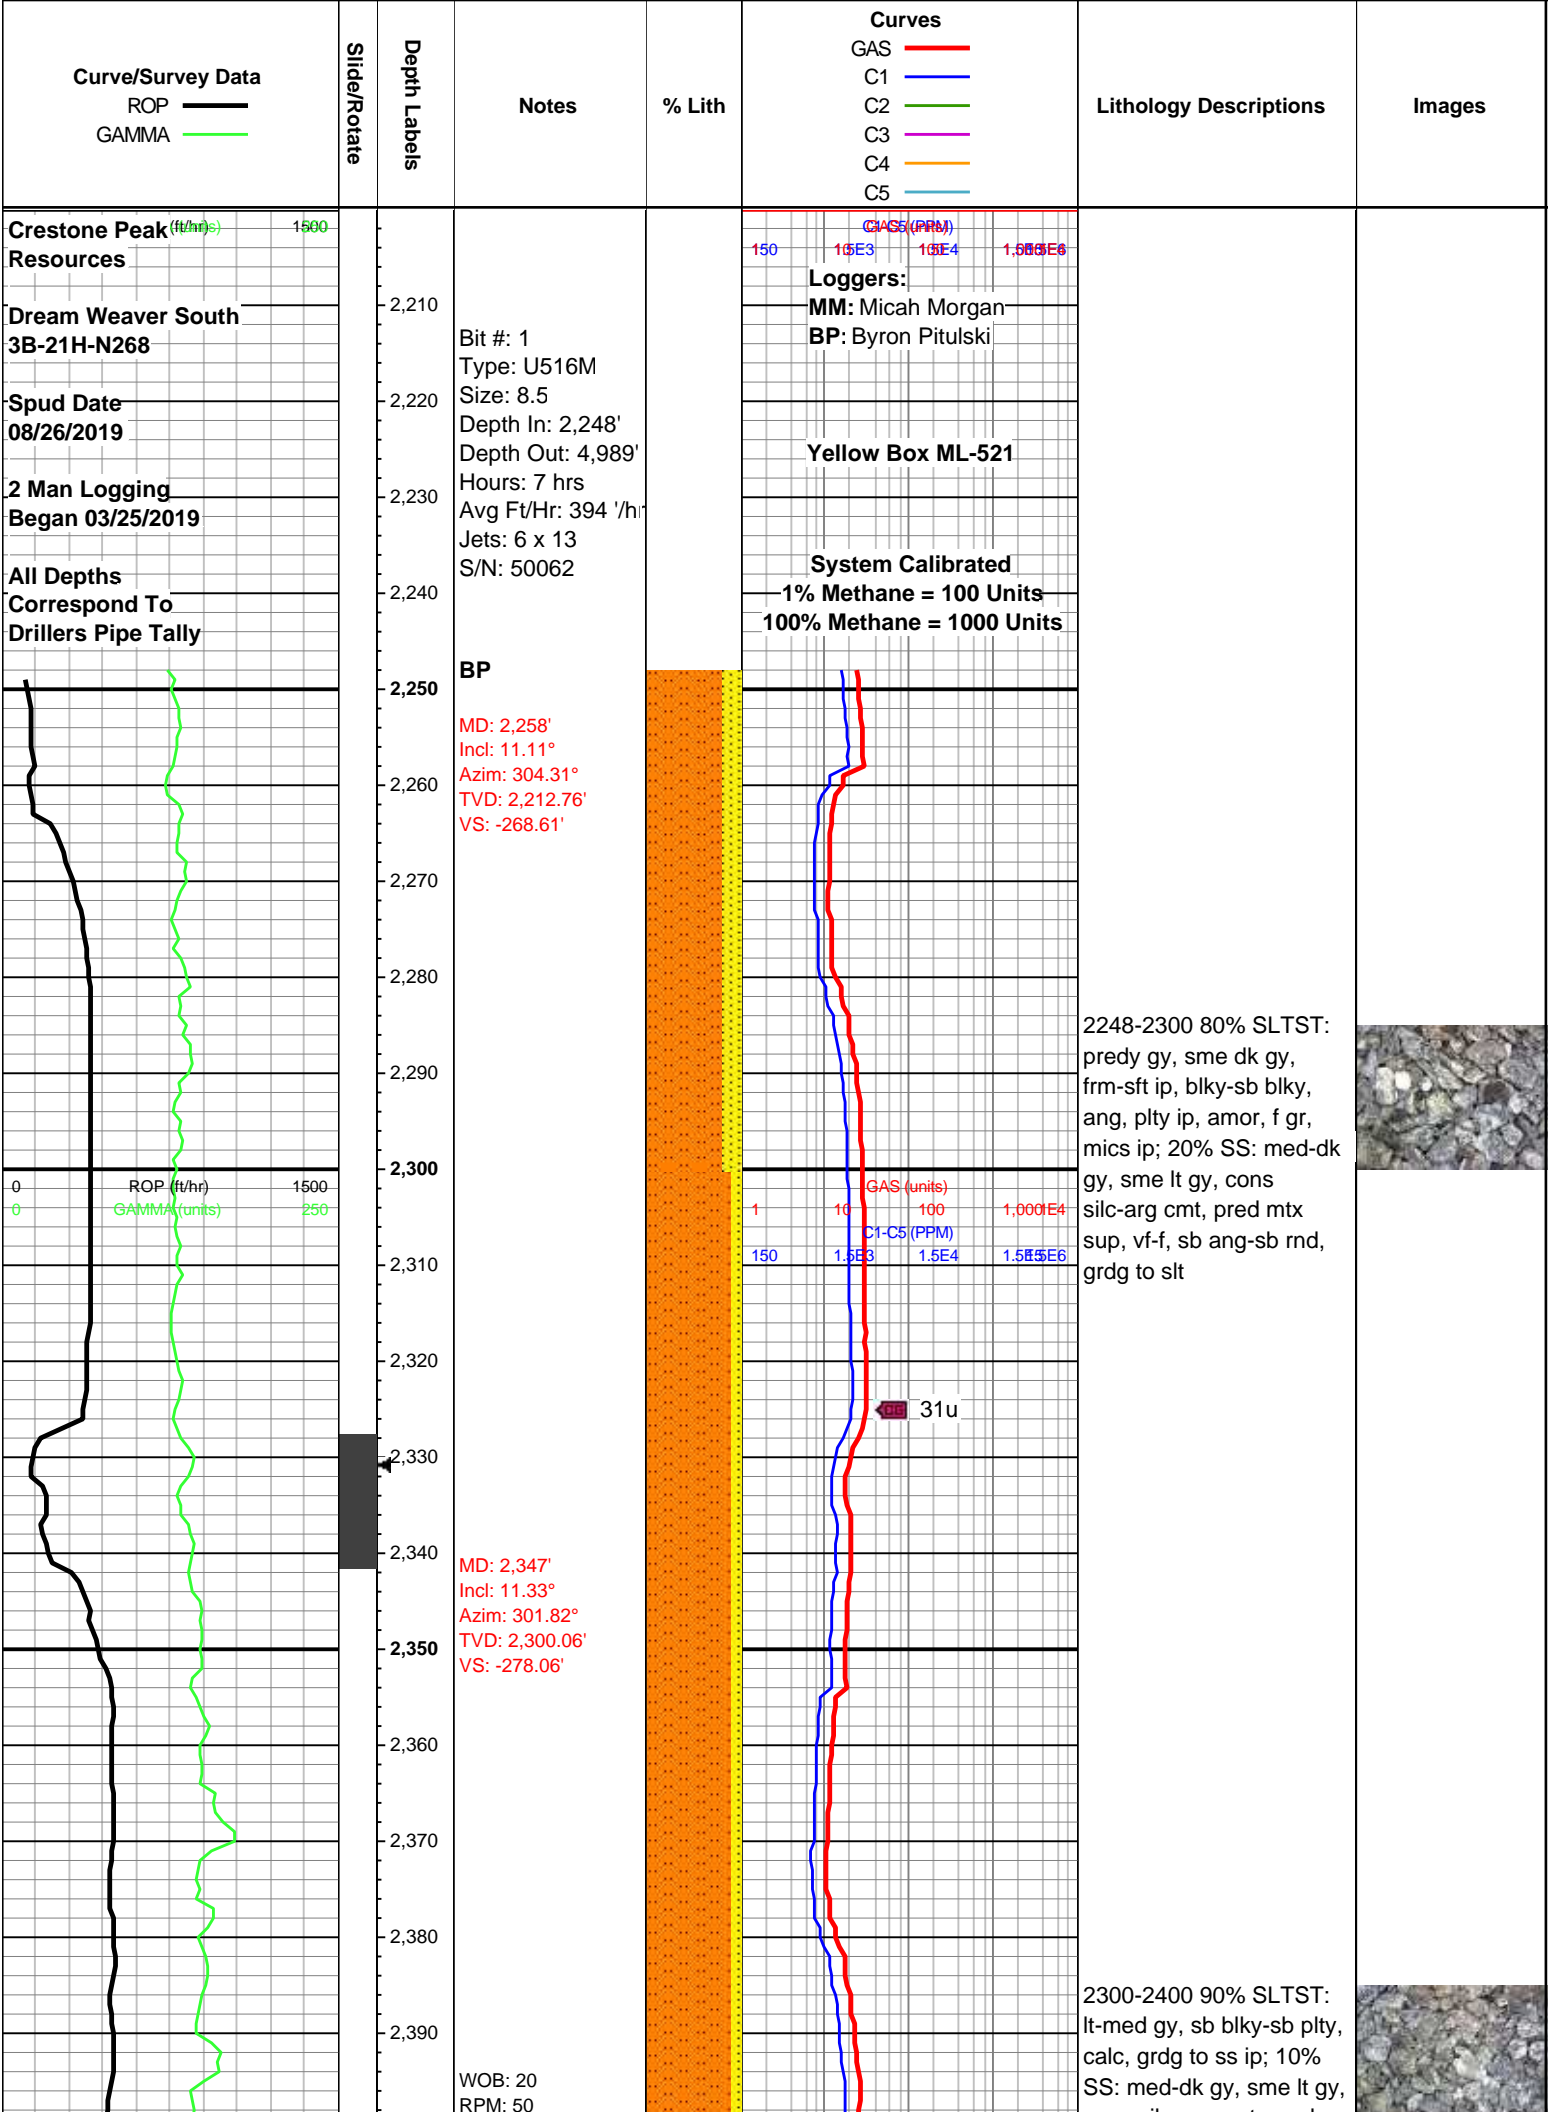 Curve/Survey Data
ROP
GAMMA
Slide/Rotate
Depth Labels
Notes
% Lith
Curves
GAS
C1
C2
C3
C4
C5
Lithology Descriptions
Images
Crestone Peak
Resources
(ft/hr)
1500
Dream Weaver South
3B-21H-N268
Spud Date
08/26/2019
2 Man Logging
Began 03/25/2019
All Depths
Correspond To
Drillers Pipe Tally
2,210
2,220
2,230
2,240
2,250
2,260
2,270
2,280
2,290
2,300
2,310
2,320
2,330
2,340
2,350
2,360
2,370
2,380
2,390
Bit #: 1
Type: U516M
Size: 8.5
Depth In: 2,248'
Depth Out: 4,989'
Hours: 7 hrs
Avg Ft/Hr: 394 '/hr
Jets: 6 x 13
S/N: 50062
BP
MD: 2,258'
Incl: 11.11°
Azim: 304.31°
TVD: 2,212.76'
VS: -268.61'
MD: 2,347'
Incl: 11.33°
Azim: 301.82°
TVD: 2,300.06'
VS: -278.06'
WOB: 20
RPM: 50
Loggers:
MM: Micah Morgan
BP: Byron Pitulski
Yellow Box ML-521
System Calibrated
1% Methane = 100 Units
100% Methane = 1000 Units
0 ROP (ft/hr) 1500
0 GAMMA (units) 250
GAS (units)
1 10 100 1,000 1E4
C1-C5 (PPM)
150 1.5E3 1.5E4 1.5E5 1.5E6
CG 31u
2248-2300 80% SLTST:
predy gy, sme dk gy,
frm-sft ip, blky-sb blky,
ang, plty ip, amor, f gr,
mics ip; 20% SS: med-dk
gy, sme lt gy, cons
silc-arg cmt, pred mtx
sup, vf-f, sb ang-sb rnd,
grdg to slt
2300-2400 90% SLTST:
lt-med gy, sb blky-sb plty,
calc, grdg to ss ip; 10%
SS: med-dk gy, sme lt gy,